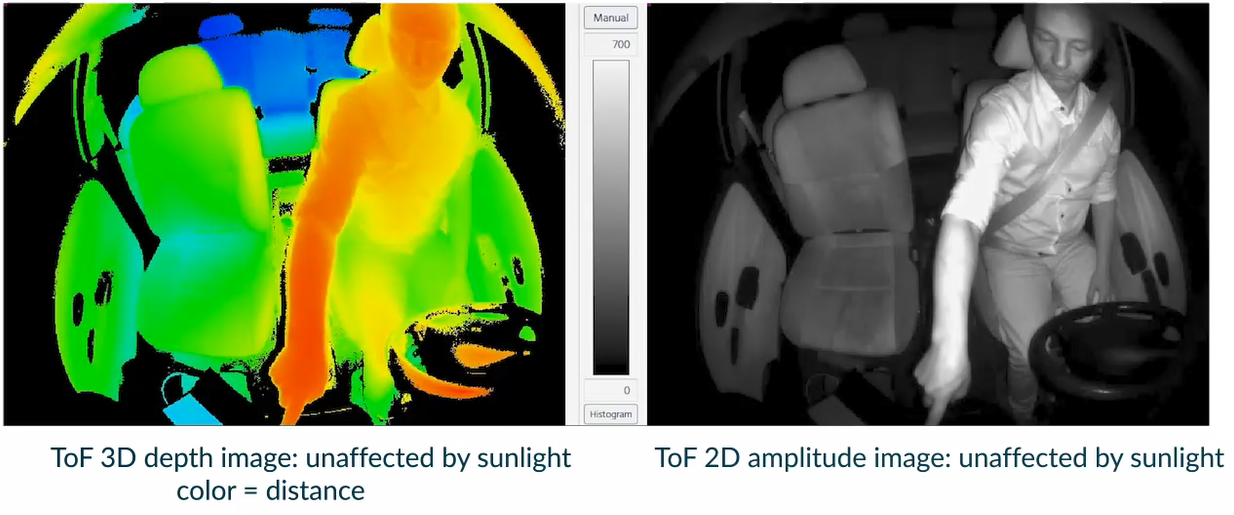 Manual
700
0
Histogram
ToF 3D depth image: unaffected by sunlight
color = distance
ToF 2D amplitude image: unaffected by sunlight